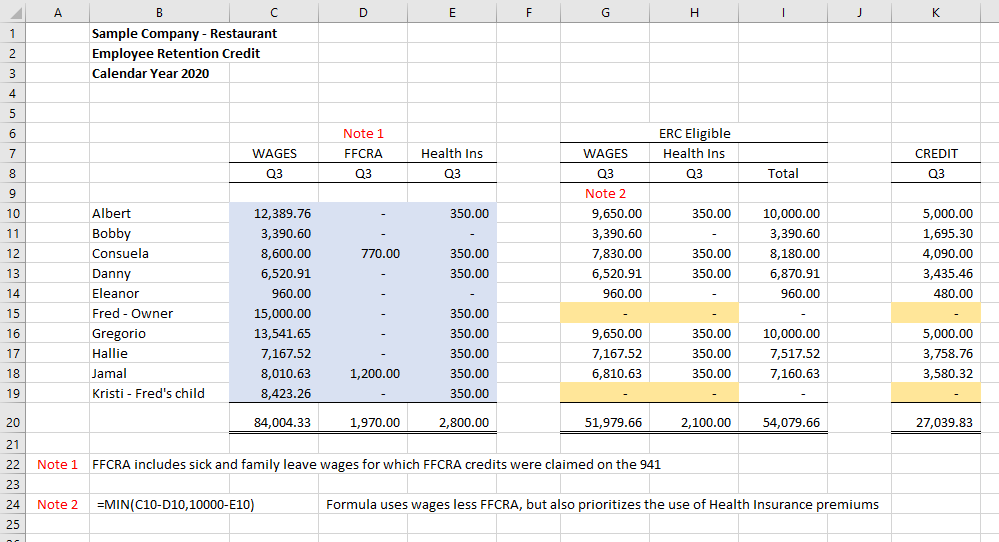 A B C D E F G H I J K
1 Sample Company - Restaurant
2 Employee Retention Credit
3 Calendar Year 2020
4
5
6 Note 1 ERC Eligible
7 WAGES FFCRA Health Ins WAGES Health Ins CREDIT
8 Q3 Q3 Q3 Q3 Q3 Total Q3
9 Note 2
10 Albert 12,389.76 - 350.00 9,650.00 350.00 10,000.00 5,000.00
11 Bobby 3,390.60 - - 3,390.60 - 3,390.60 1,695.30
12 Consuela 8,600.00 770.00 350.00 7,830.00 350.00 8,180.00 4,090.00
13 Danny 6,520.91 - 350.00 6,520.91 350.00 6,870.91 3,435.46
14 Eleanor 960.00 - - 960.00 - 960.00 480.00
15 Fred - Owner 15,000.00 - 350.00 - - - -
16 Gregorio 13,541.65 - 350.00 9,650.00 350.00 10,000.00 5,000.00
17 Hallie 7,167.52 - 350.00 7,167.52 350.00 7,517.52 3,758.76
18 Jamal 8,010.63 1,200.00 350.00 6,810.63 350.00 7,160.63 3,580.32
19 Kristi - Fred's child 8,423.26 - 350.00 - - - -
20 84,004.33 1,970.00 2,800.00 51,979.66 2,100.00 54,079.66 27,039.83
21
22 Note 1 FFCRA includes sick and family leave wages for which FFCRA credits were claimed on the 941
23
24 Note 2 =MIN(C10-D10,10000-E10) Formula uses wages less FFCRA, but also prioritizes the use of Health Insurance premiums
25